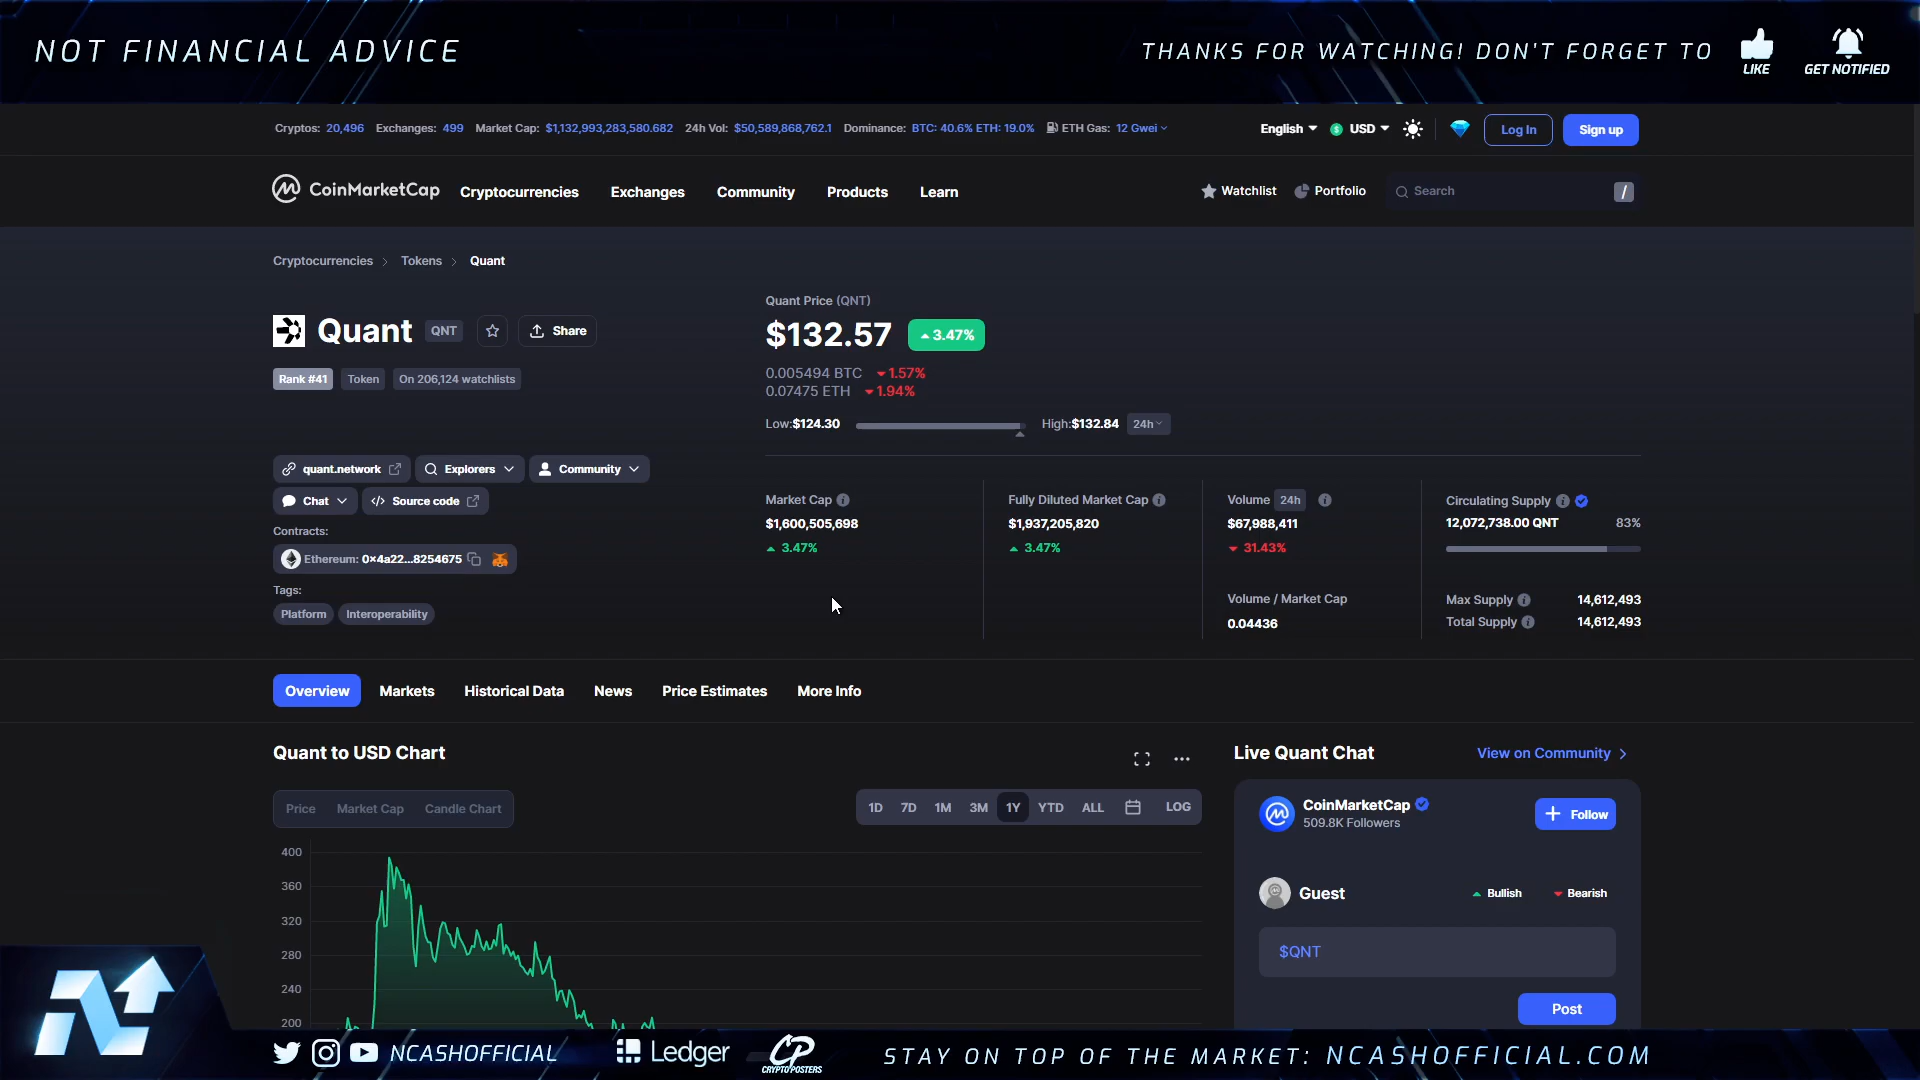 NOT FINANCIAL ADVICE
THANKS FOR WATCHING! DON'T FORGET TO
LIKE
GET NOTIFIED
Cryptos: 20,496 Exchanges: 499 Market Cap: $1,132,993,283,580.682 24h Vol: $50,589,868,762.1 Dominance: BTC: 40.6% ETH: 19.0% ETH Gas: 12 Gwei
English USD Log In Sign up
CoinMarketCap Cryptocurrencies Exchanges Community Products Learn
Watchlist Portfolio Search /
Cryptocurrencies > Tokens > Quant
Quant QNT Share
Rank #41 Token On 206,124 watchlists
Quant Price (QNT)
$132.57 3.47%
0.005494 BTC 1.57%
0.07475 ETH 1.94%
Low:$124.30 High:$132.84 24h
quant.network Explorers Community
Chat Source code
Contracts:
Ethereum: 0x4a22...8254675
Tags:
Platform Interoperability
Market Cap
$1,600,505,698
3.47%
Fully Diluted Market Cap
$1,937,205,820
3.47%
Volume 24h
$67,988,411
31.43%
Volume / Market Cap
0.04436
Circulating Supply
12,072,738.00 QNT 83%
Max Supply 14,612,493
Total Supply 14,612,493
Overview Markets Historical Data News Price Estimates More Info
Quant to USD Chart
Price Market Cap Candle Chart
1D 7D 1M 3M 1Y YTD ALL LOG
400
360
320
280
240
200
Live Quant Chat View on Community >
CoinMarketCap
509.8K Followers
+ Follow
Guest Bullish Bearish
$QNT
Post
NCASHOFFICIAL
Ledger
CP
CRYPTOPOSTERS
STAY ON TOP OF THE MARKET: NCASHOFFICIAL.COM